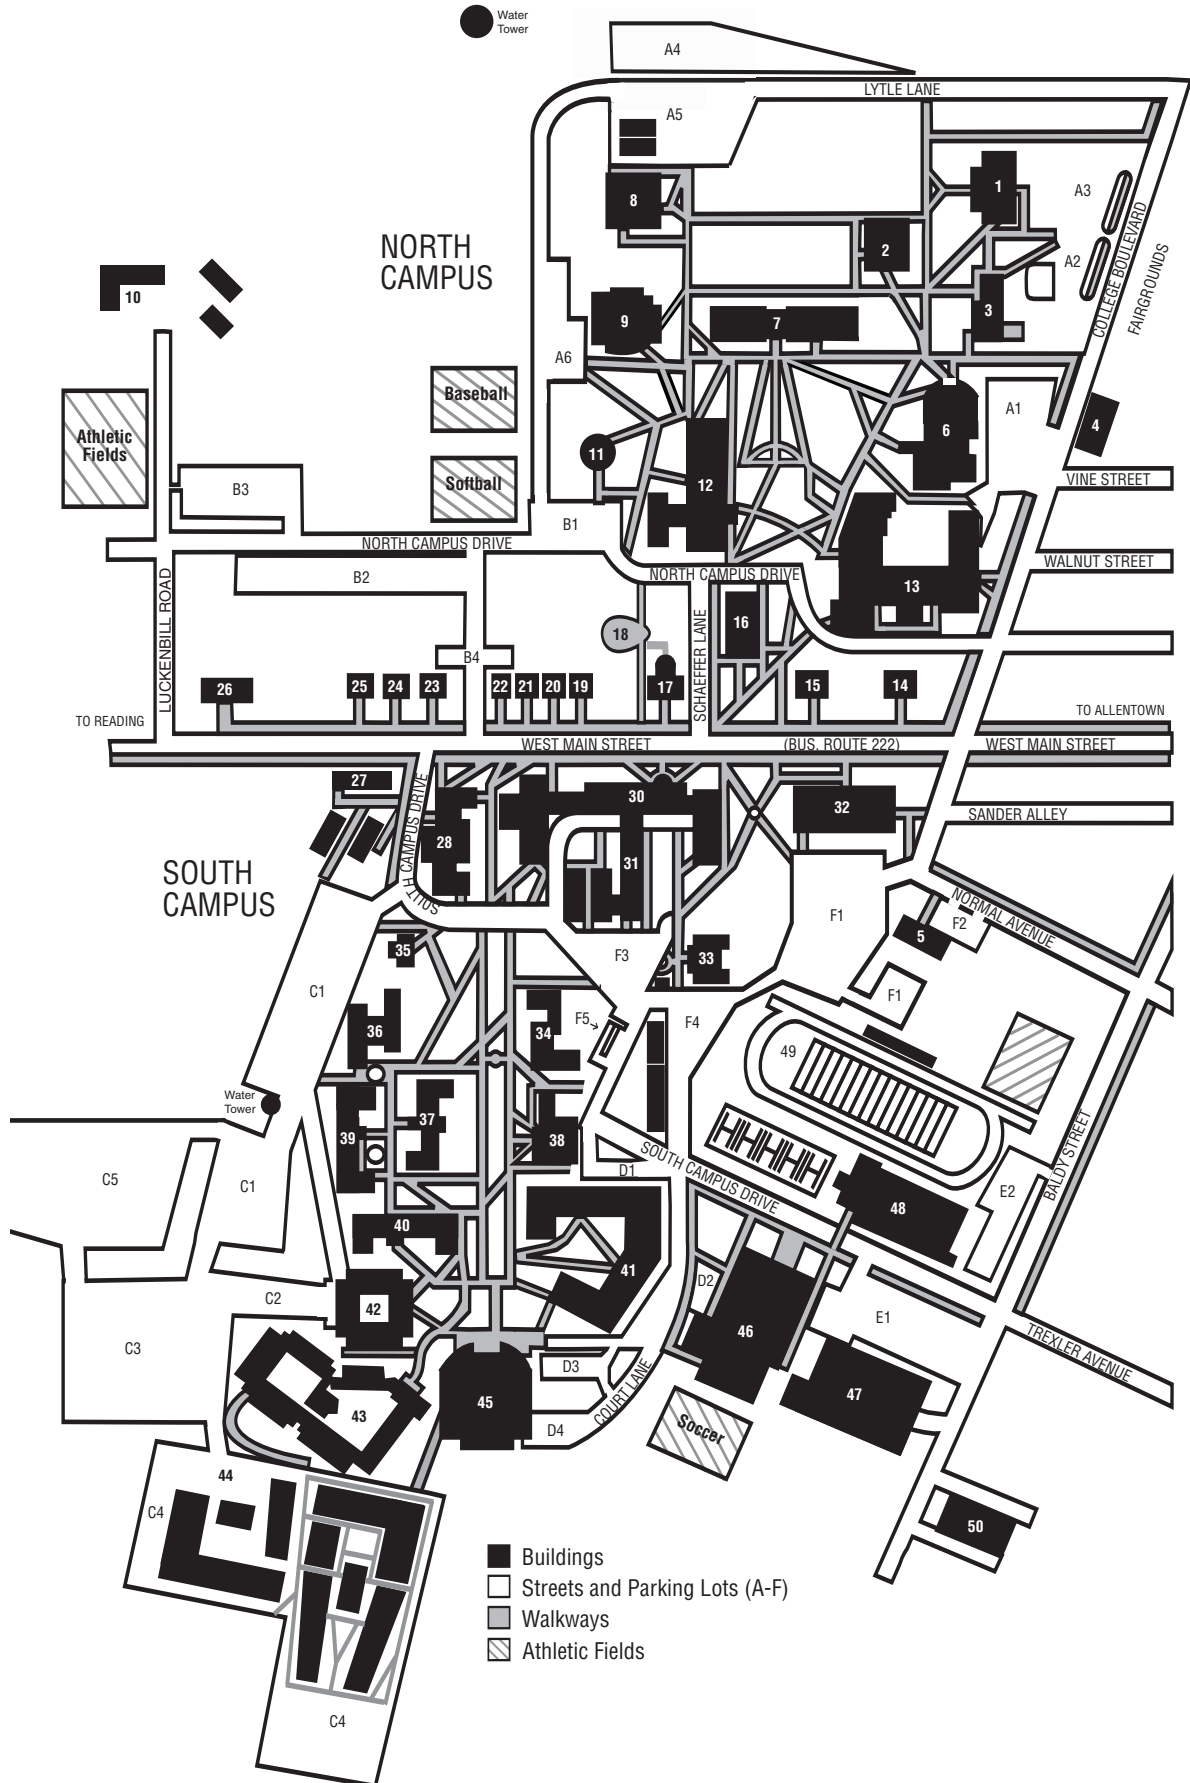 Water
Tower
A4
LYTLE LANE
A5
1
A3
8
NORTH
CAMPUS
2
A2
COLLEGE BOULEVARD
FAIRGROUNDS
10
3
9
7
A6
Baseball
A1
4
6
Athletic
Fields
11
Softball
12
VINE STREET
B3
B1
NORTH CAMPUS DRIVE
WALNUT STREET
B2
NORTH CAMPUS DRIVE
13
LUCKENBILL ROAD
SCHAEFFER LANE
16
18
B4
26
25
24
23
22
21
20
19
17
15
14
TO READING
TO ALLENTOWN
WEST MAIN STREET
(BUS. ROUTE 222)
WEST MAIN STREET
27
30
32
SANDER ALLEY
28
SOUTH CAMPUS DRIVE
31
SOUTH
CAMPUS
NORMAL AVENUE
F1
F2
5
35
F3
33
C1
F1
36
34
F5
F4
49
Water
Tower
37
39
38
BALDY STREET
SOUTH CAMPUS DRIVE
D1
C5
C1
E2
48
40
41
D2
C2
42
46
E1
C3
TREXLER AVENUE
D3
47
45
COURT LANE
43
D4
Soccer
44
C4
50
Buildings
Streets and Parking Lots (A-F)
Walkways
Athletic Fields
C4